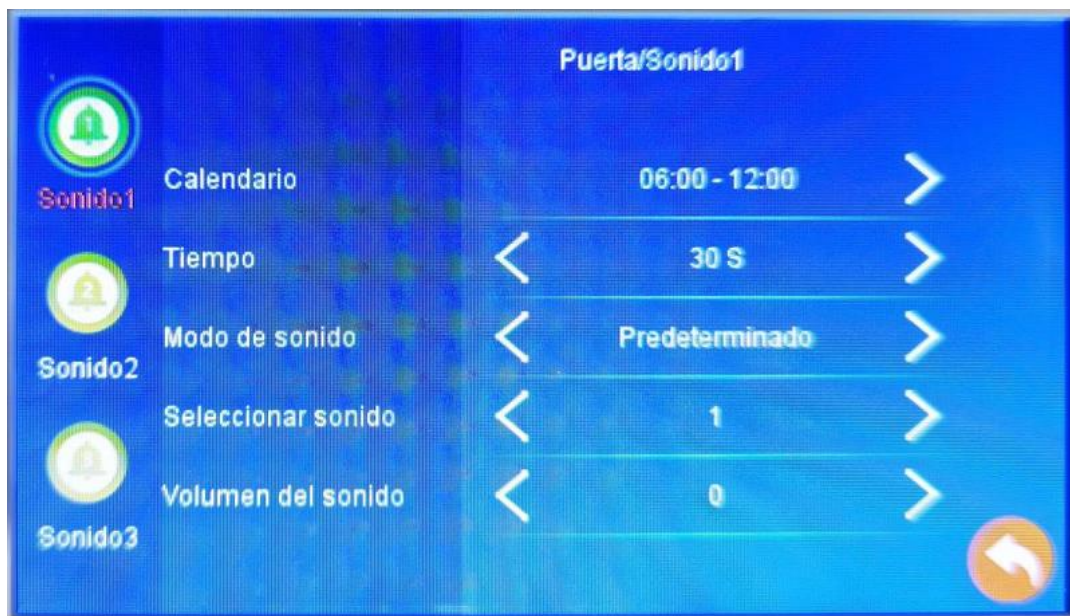 Puerta/Sonido1
Sonido1
Calendario 06:00 - 12:00
Tiempo 30 S
Modo de sonido Predeterminado
Sonido2
Seleccionar sonido 1
Volumen del sonido 0
Sonido3